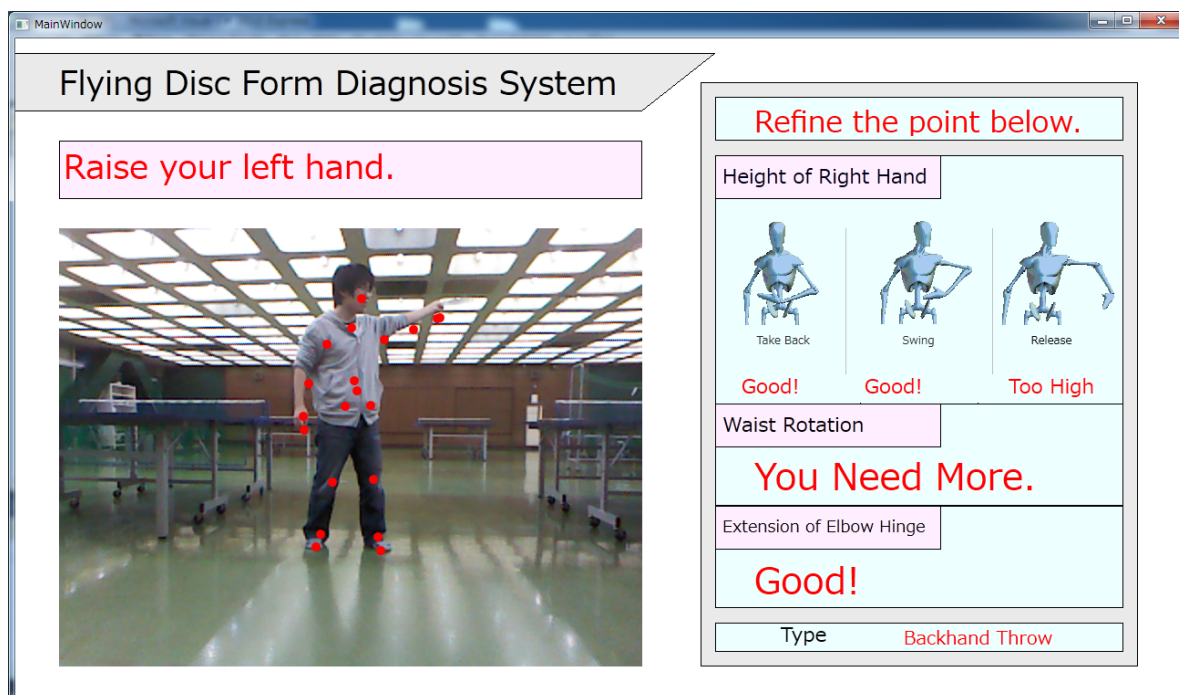 MainWindow
Flying Disc Form Diagnosis System
Raise your left hand.
Refine the point below.
Height of Right Hand
Take Back
Swing
Release
Good!
Good!
Too High
Waist Rotation
You Need More.
Extension of Elbow Hinge
Good!
Type
Backhand Throw